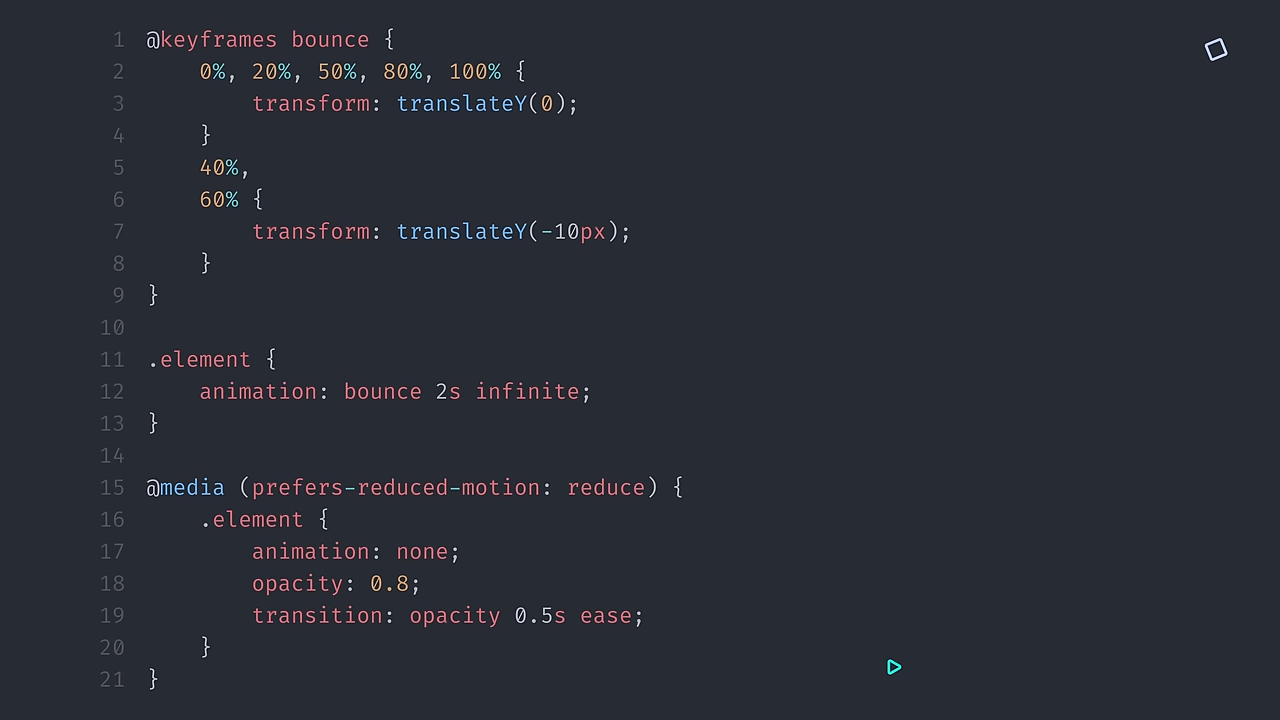 1 @keyframes bounce {
2     0%, 20%, 50%, 80%, 100% {
3         transform: translateY(0);
4     }
5     40%,
6     60% {
7         transform: translateY(-10px);
8     }
9 }
10
11 .element {
12     animation: bounce 2s infinite;
13 }
14
15 @media (prefers-reduced-motion: reduce) {
16     .element {
17         animation: none;
18         opacity: 0.8;
19         transition: opacity 0.5s ease;
20     }
21 }